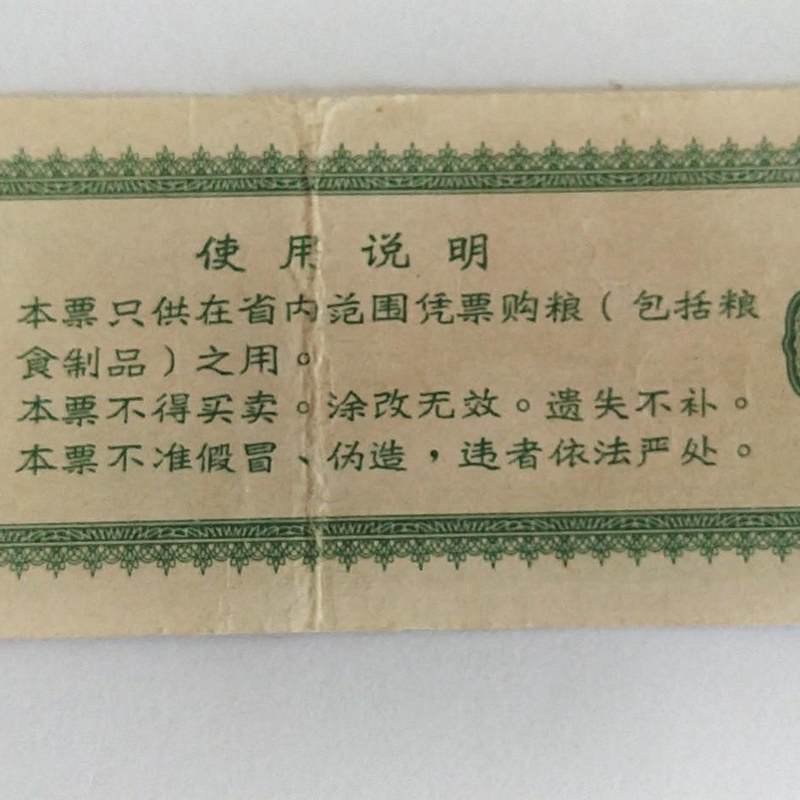 使用说明
本票只供在省内范围凭票购粮（包括粮
食制品）之用。
本票不得买卖。涂改无效。遗失不补。
本票不准假冒、伪造，违者依法严处。